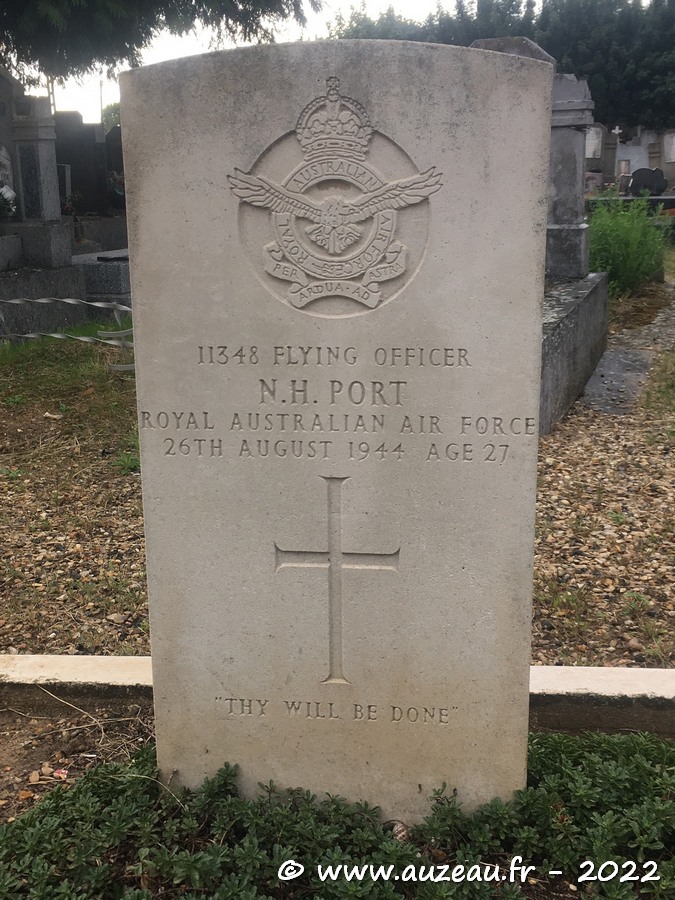 ROYAL AUSTRALIAN AIR FORCE
PER ARDUA · AD ASTRA
11348 FLYING OFFICER
N.H. PORT
ROYAL AUSTRALIAN AIR FORCE
26TH AUGUST 1944 AGE 27
"THY WILL BE DONE"
© www.auzeau.fr - 2022